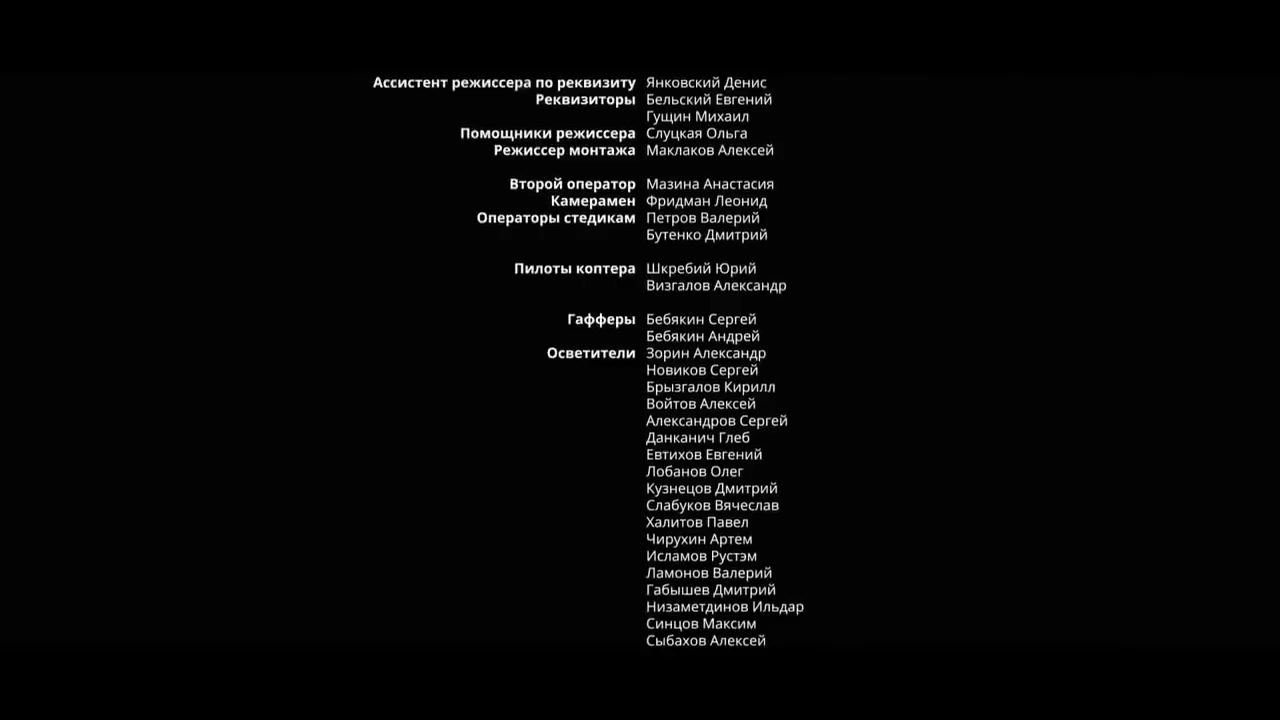 Ассистент режиссера по реквизиту Янковский Денис
Реквизиторы Бельский Евгений
Гущин Михаил
Помощники режиссера Слуцкая Ольга
Режиссер монтажа Маклаков Алексей
Второй оператор Мазина Анастасия
Камерамен Фридман Леонид
Операторы стедикам Петров Валерий
Бутенко Дмитрий
Пилоты коптера Шкребий Юрий
Визгалов Александр
Гафферы Бебякин Сергей
Бебякин Андрей
Осветители Зорин Александр
Новиков Сергей
Брызгалов Кирилл
Войтов Алексей
Александров Сергей
Данканич Глеб
Евтихов Евгений
Лобанов Олег
Кузнецов Дмитрий
Слабуков Вячеслав
Халитов Павел
Чирухин Артем
Исламов Рустэм
Ламонов Валерий
Габышев Дмитрий
Низаметдинов Ильдар
Синцов Максим
Сыбахов Алексей